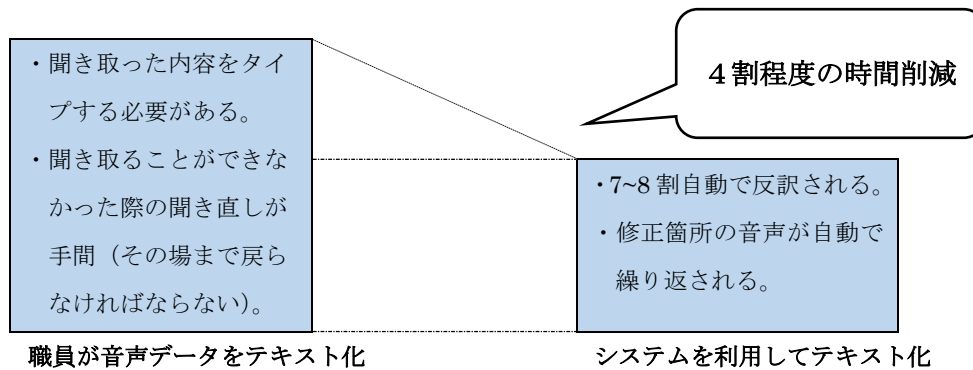 ４割程度の時間削減
・聞き取った内容をタイ
プする必要がある。
・聞き取ることができな
かった際の聞き直しが
手間（その場まで戻ら
なければならない）。
・7~8 割自動で反訳される。
・修正箇所の音声が自動で
繰り返される。
職員が音声データをテキスト化
システムを利用してテキスト化